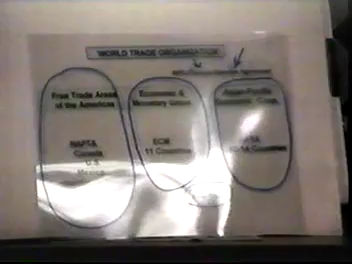 WORLD TRADE ORGANIZATION
Free Trade Area
of the Americas
Economic &
Monetary Union
Asian-Pacific
Economic Coop.
NAFTA
Canada
U.S
Mexico
ECM
11 Countries
Countries